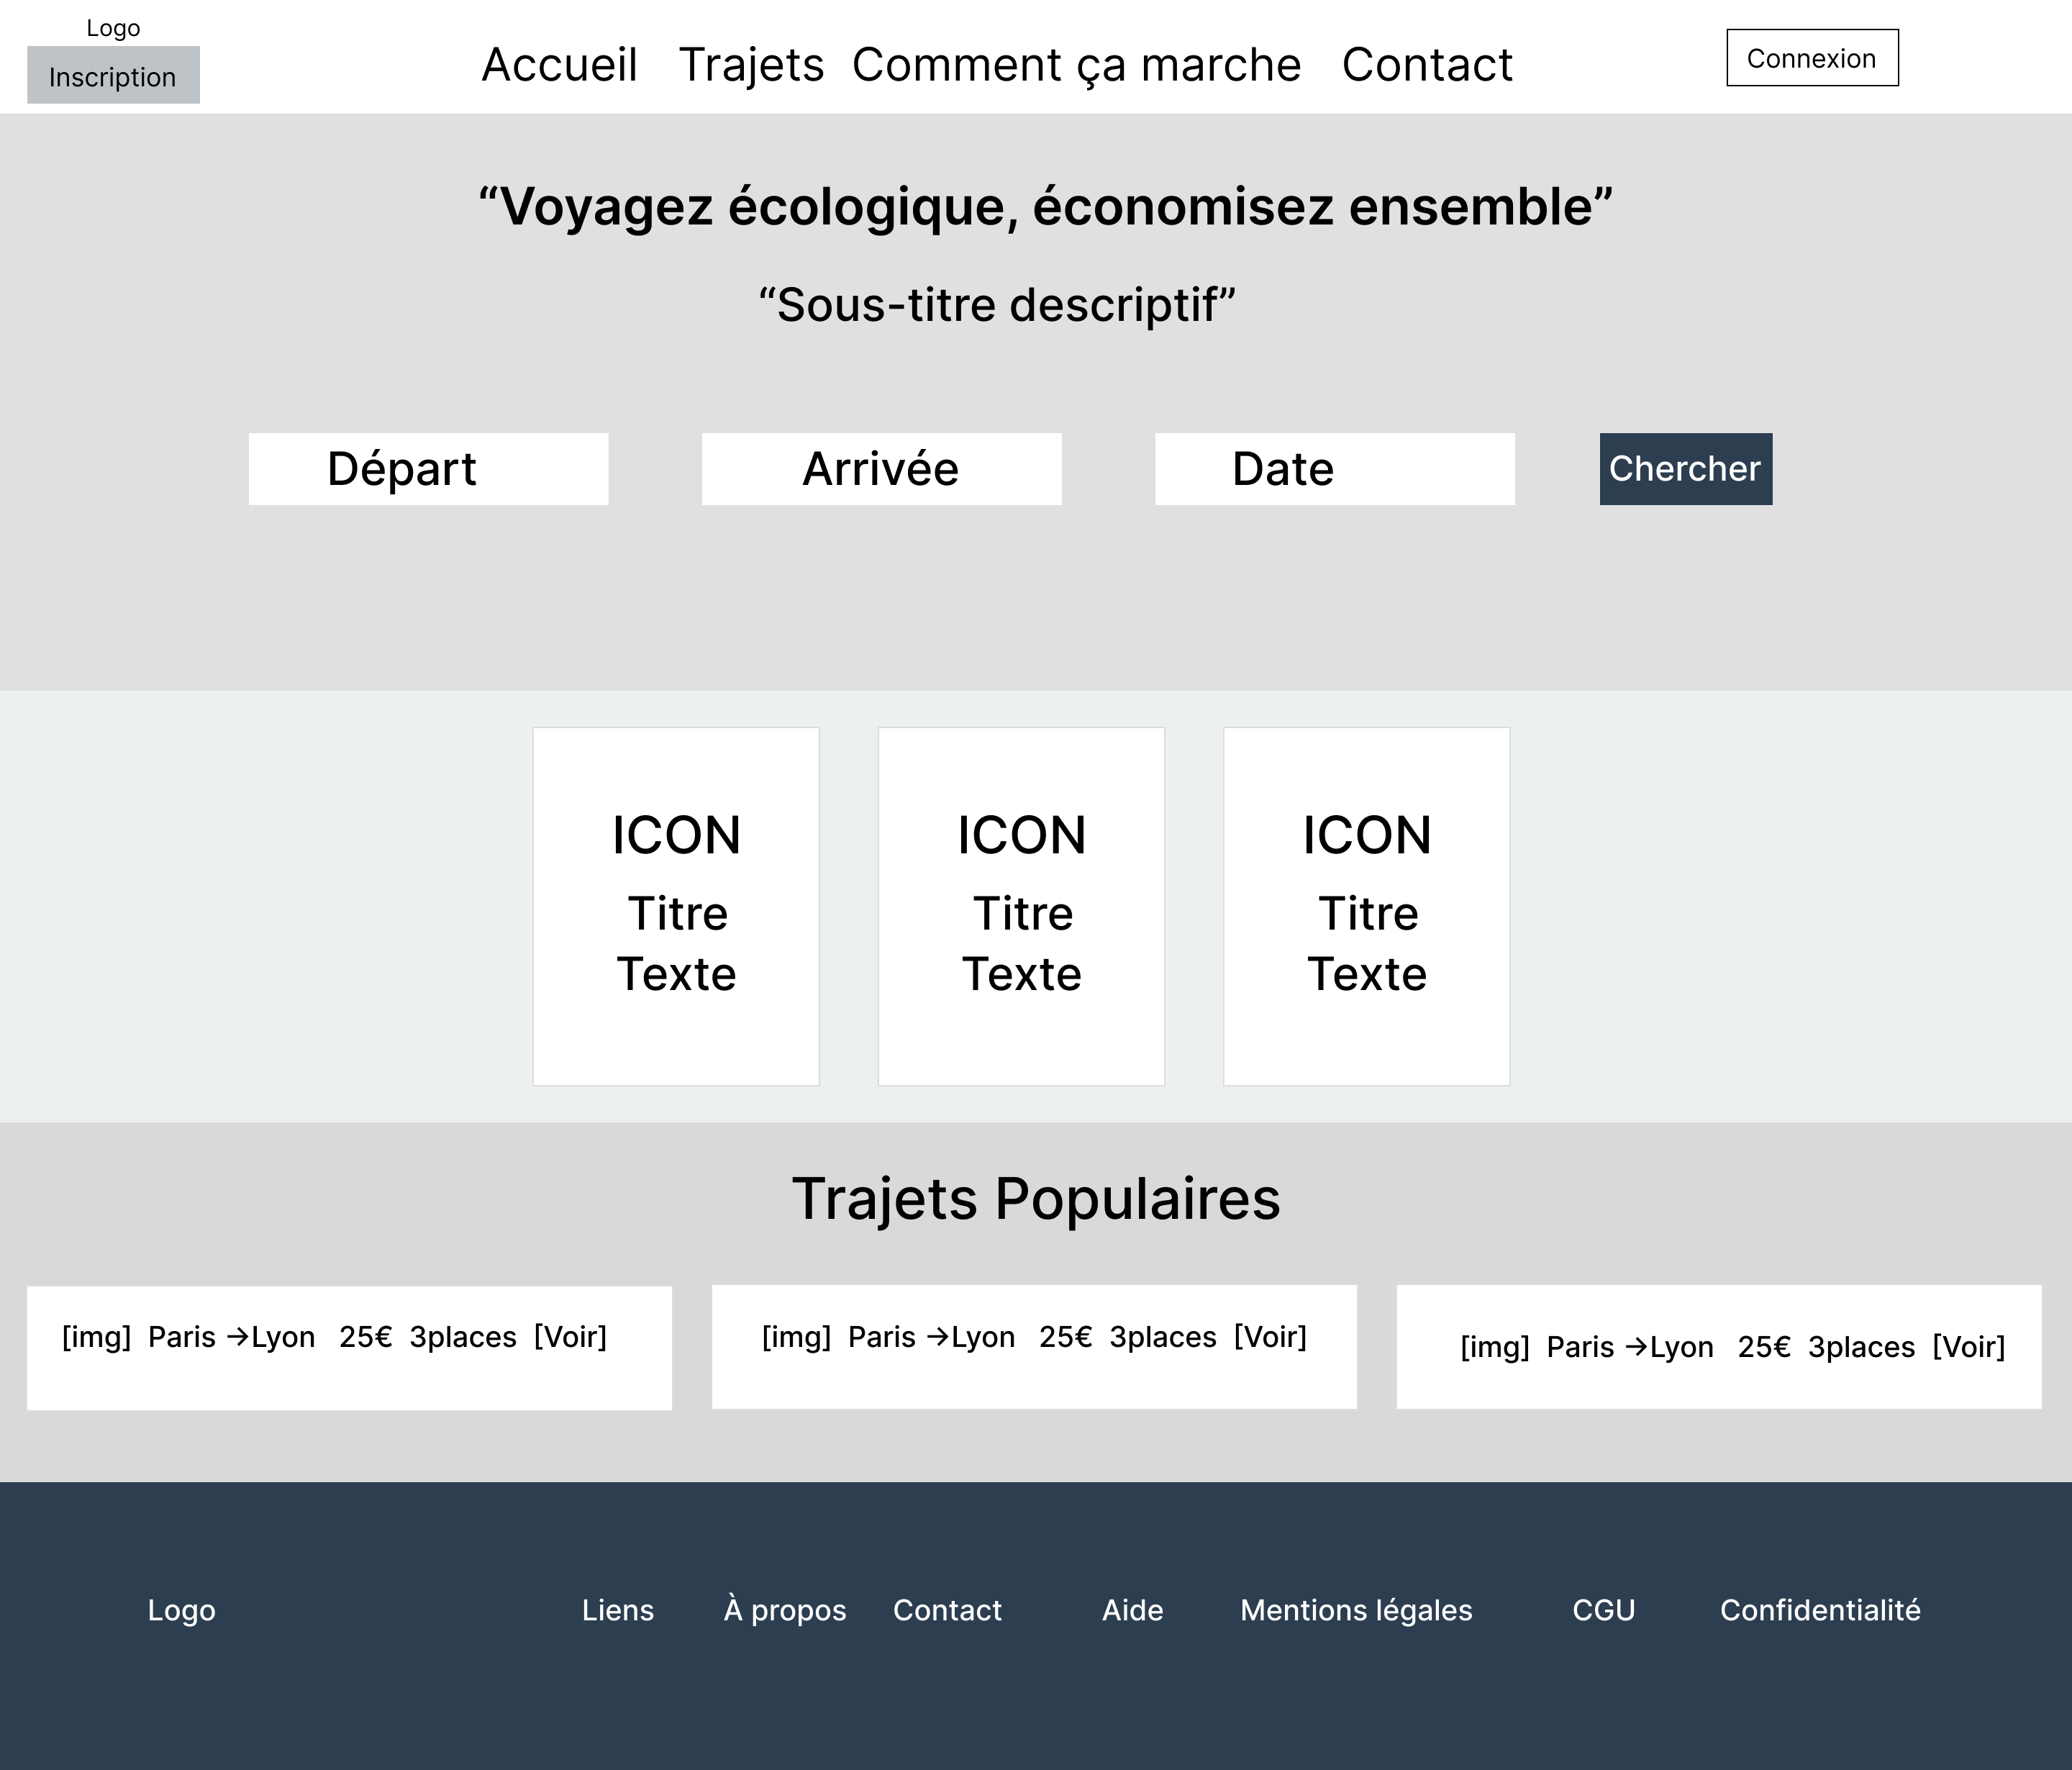 Logo
Inscription
Accueil Trajets Comment ça marche Contact
Connexion
“Voyagez écologique, économisez ensemble”
“Sous-titre descriptif”
Départ Arrivée Date Chercher
ICON ICON ICON
Titre Titre Titre
Texte Texte Texte
Trajets Populaires
[img] Paris →Lyon 25€ 3places [Voir]
[img] Paris →Lyon 25€ 3places [Voir]
[img] Paris →Lyon 25€ 3places [Voir]
Logo Liens À propos Contact Aide Mentions légales CGU Confidentialité